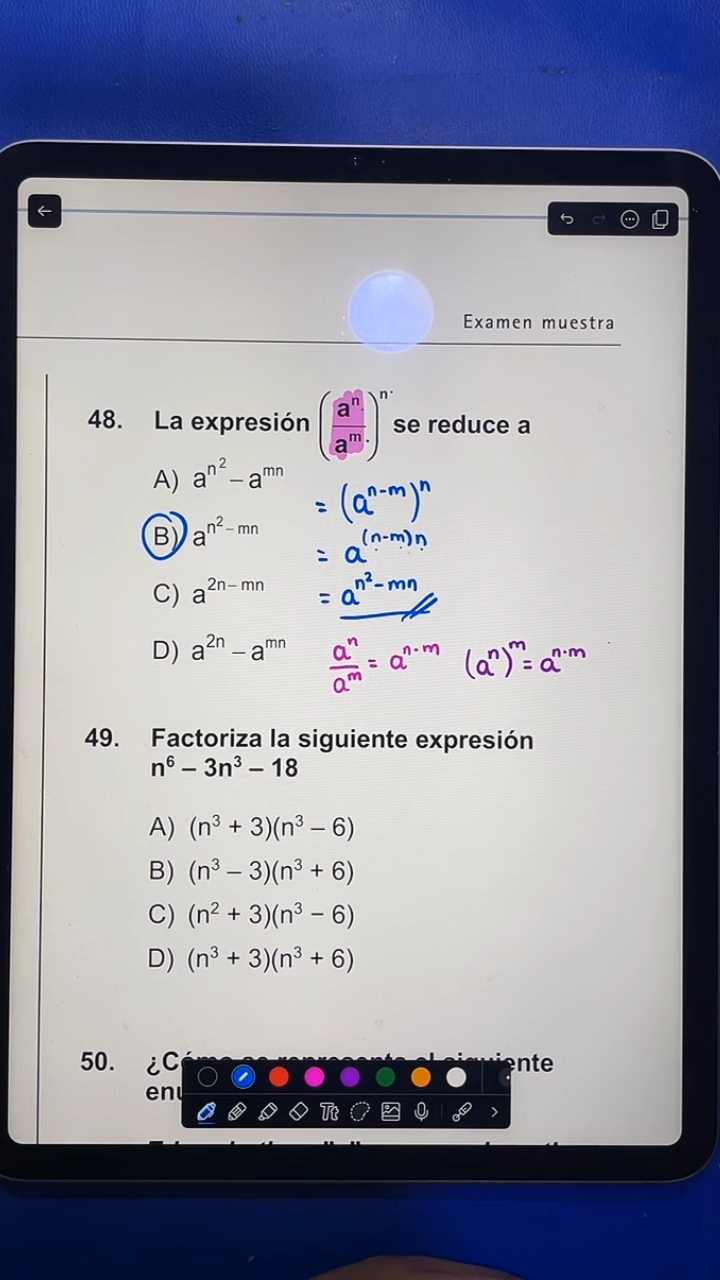 Examen muestra
48. La expresión (aⁿ/aᵐ)ⁿ se reduce a
A) a^{n²} – a^{mn}
= (a^{n-m})ⁿ
B) a^{n² – mn}
= a^{(n-m)n}
C) a^{2n – mn}
= a^{n²-mn}
D) a^{2n} – a^{mn}
aⁿ/aᵐ = a^{n-m} (aⁿ)ᵐ = a^{n·m}
49. Factoriza la siguiente expresión
n⁶ – 3n³ – 18
A) (n³ + 3)(n³ – 6)
B) (n³ – 3)(n³ + 6)
C) (n² + 3)(n³ – 6)
D) (n³ + 3)(n³ + 6)
50.
Tt